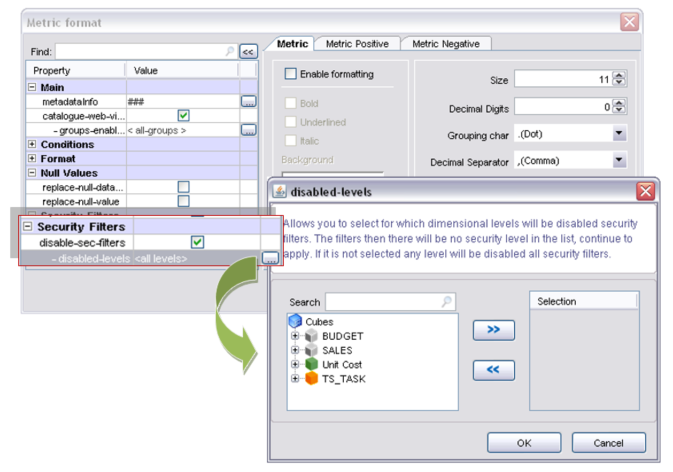 Metric format
Find:
<<
Metric
Metric Positive
Metric Negative
Property
Value
Main
metadataInfo
###
...
catalogue-web-vi...
- groups-enabl...
< all-groups >
...
Conditions
Format
Null Values
replace-null-data...
replace-null-value
Security Filters
Enable formatting
Bold
Underlined
Italic
Background
Size
11
Decimal Digits
0
Grouping char
.(Dot)
Decimal Separator
,(Comma)
Security Filters
disable-sec-filters
- disabled-levels
<all levels>
...
disabled-levels
Allows you to select for which dimensional levels will be disabled security
filters. The filters then there will be no security level in the list, continue to
apply. If it is not selected any level will be disabled all security filters.
Search
Cubes
BUDGET
SALES
Unit Cost
TS_TASK
>>
<<
Selection
OK
Cancel